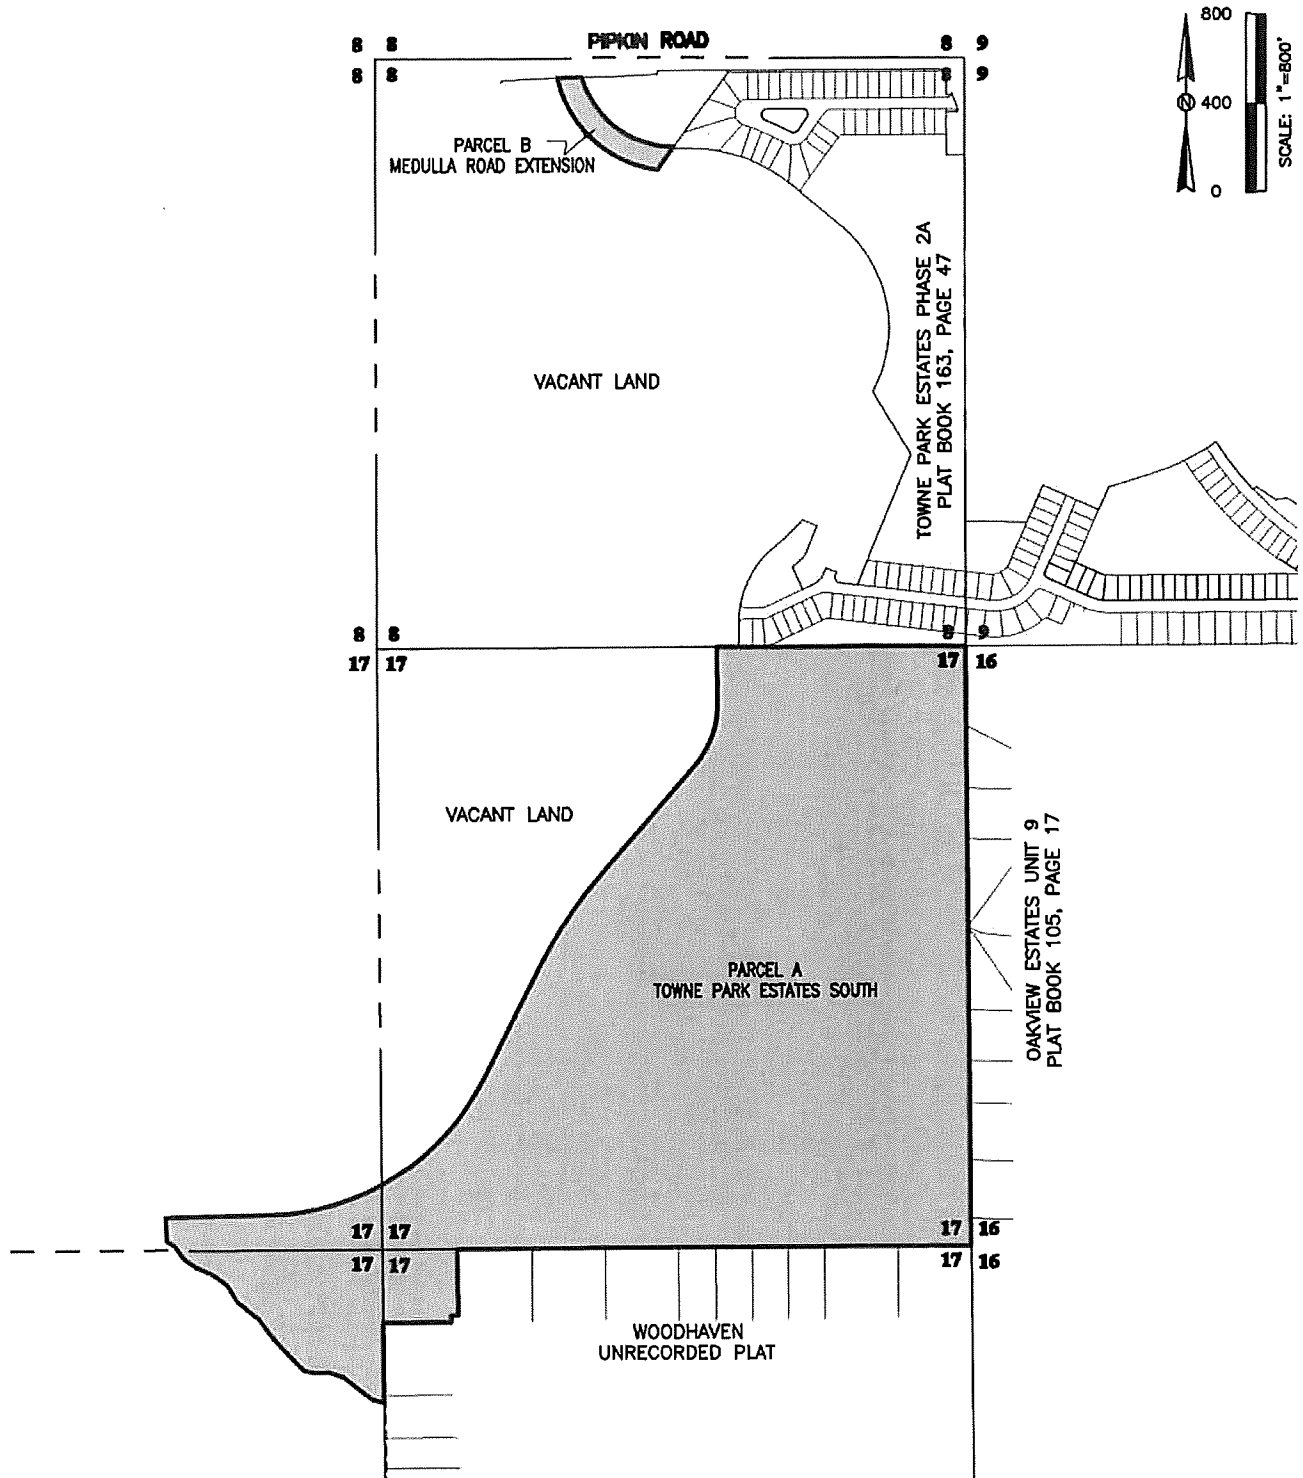 8 8 PIPKIN ROAD 8 9
8 8 8 9
800
400
0
N
SCALE: 1"=800'
PARCEL B
MEDULLA ROAD EXTENSION
TOWNE PARK ESTATES PHASE 2A
PLAT BOOK 163, PAGE 47
VACANT LAND
8 8 8 9
17 17 17 16
VACANT LAND
OAKVIEW ESTATES UNIT 9
PLAT BOOK 105, PAGE 17
PARCEL A
TOWNE PARK ESTATES SOUTH
17 17 17 16
17 17 17 16
WOODHAVEN
UNRECORDED PLAT